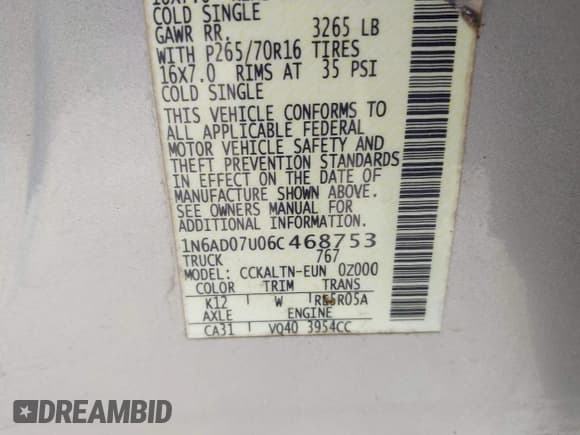 COLD SINGLE
GAWR RR. 3265 LB
WITH P265/70R16 TIRES
16X7.0 RIMS AT 35 PSI
COLD SINGLE
THIS VEHICLE CONFORMS TO
ALL APPLICABLE FEDERAL
MOTOR VEHICLE SAFETY AND
THEFT PREVENTION STANDARDS
IN EFFECT ON THE DATE OF
MANUFACTURE SHOWN ABOVE.
SEE OWNERS MANUAL FOR
ADDITIONAL INFORMATION.
1N6AD07U06C468753
TRUCK 767
MODEL: CCKALTN-EUN 0Z000
COLOR TRIM TRANS
K12 W RE5R05A
AXLE ENGINE
CA31 VQ40 3954CC
DREAMBID